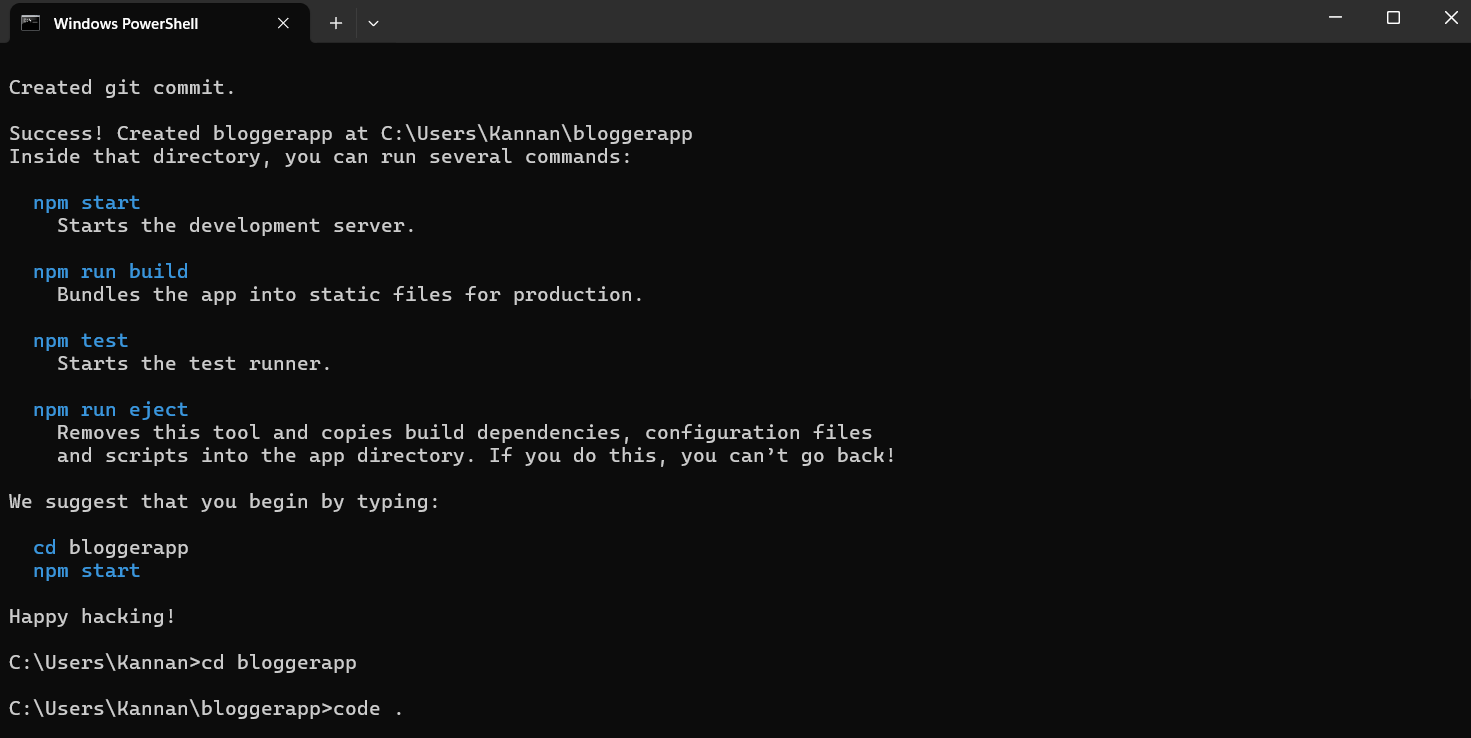 Windows PowerShell
Created git commit.
Success! Created bloggerapp at C:\Users\Kannan\bloggerapp
Inside that directory, you can run several commands:
npm start
Starts the development server.
npm run build
Bundles the app into static files for production.
npm test
Starts the test runner.
npm run eject
Removes this tool and copies build dependencies, configuration files
and scripts into the app directory. If you do this, you can’t go back!
We suggest that you begin by typing:
cd bloggerapp
npm start
Happy hacking!
C:\Users\Kannan>cd bloggerapp
C:\Users\Kannan\bloggerapp>code .